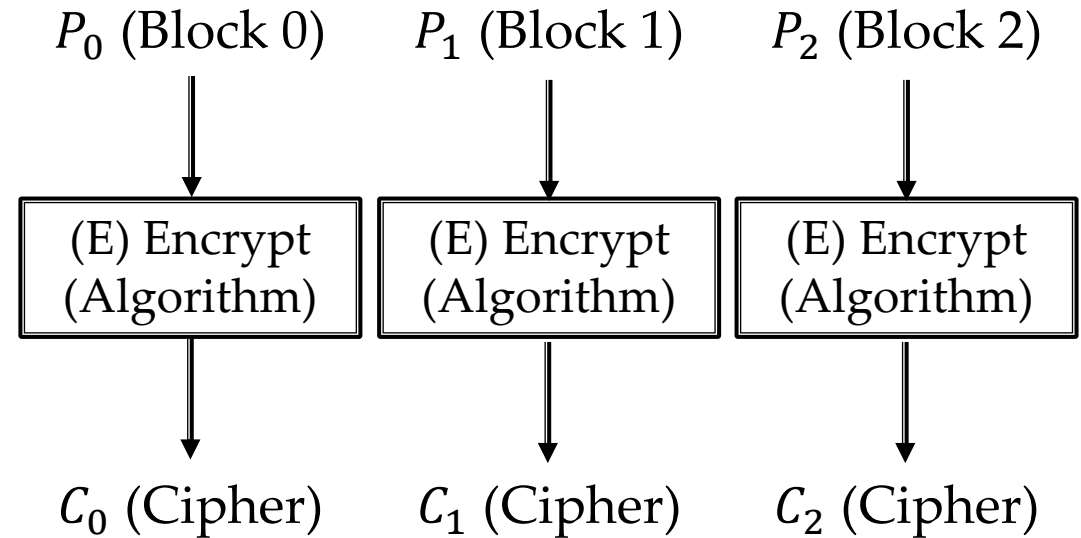 P₀ (Block 0) P₁ (Block 1) P₂ (Block 2)
(E) Encrypt
(Algorithm)
(E) Encrypt
(Algorithm)
(E) Encrypt
(Algorithm)
C₀ (Cipher) C₁ (Cipher) C₂ (Cipher)